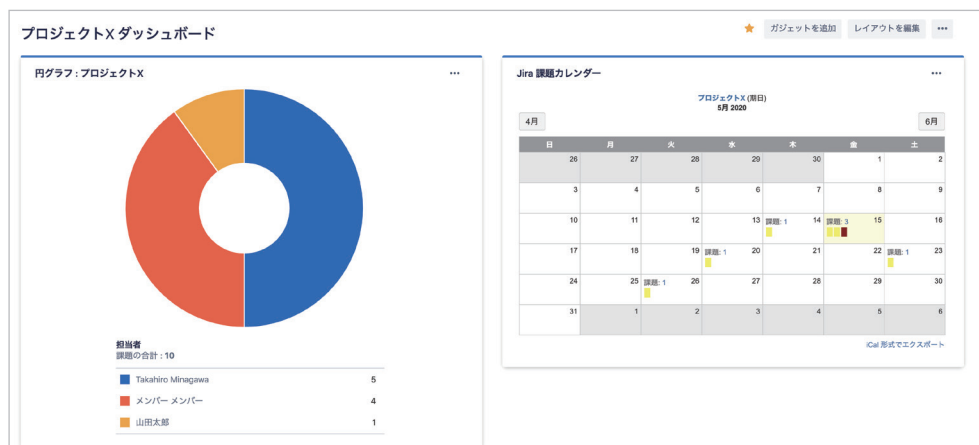 プロジェクトX ダッシュボード
★ ガジェットを追加 レイアウトを編集 •••
円グラフ : プロジェクトX •••
担当者
課題の合計 : 10
Takahiro Minagawa 5
メンバー メンバー 4
山田太郎 1
Jira 課題カレンダー •••
プロジェクトX (期日)
5月 2020
4月 6月
日 月 火 水 木 金 土
26 27 28 29 30 1 2
3 4 5 6 7 8 9
10 11 12 13 課題: 1 14 課題: 3 15 16
17 18 19 課題: 1 20 21 22 課題: 1 23
24 25 課題: 1 26 27 28 29 30
31 1 2 3 4 5 6
iCal 形式でエクスポート